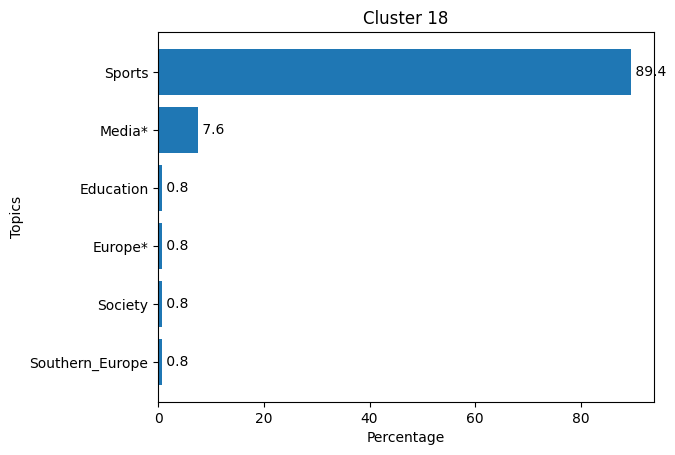 Cluster 18
Sports 89.4
Media* 7.6
Education 0.8
Europe* 0.8
Society 0.8
Southern_Europe 0.8
Topics
0 20 40 60 80
Percentage